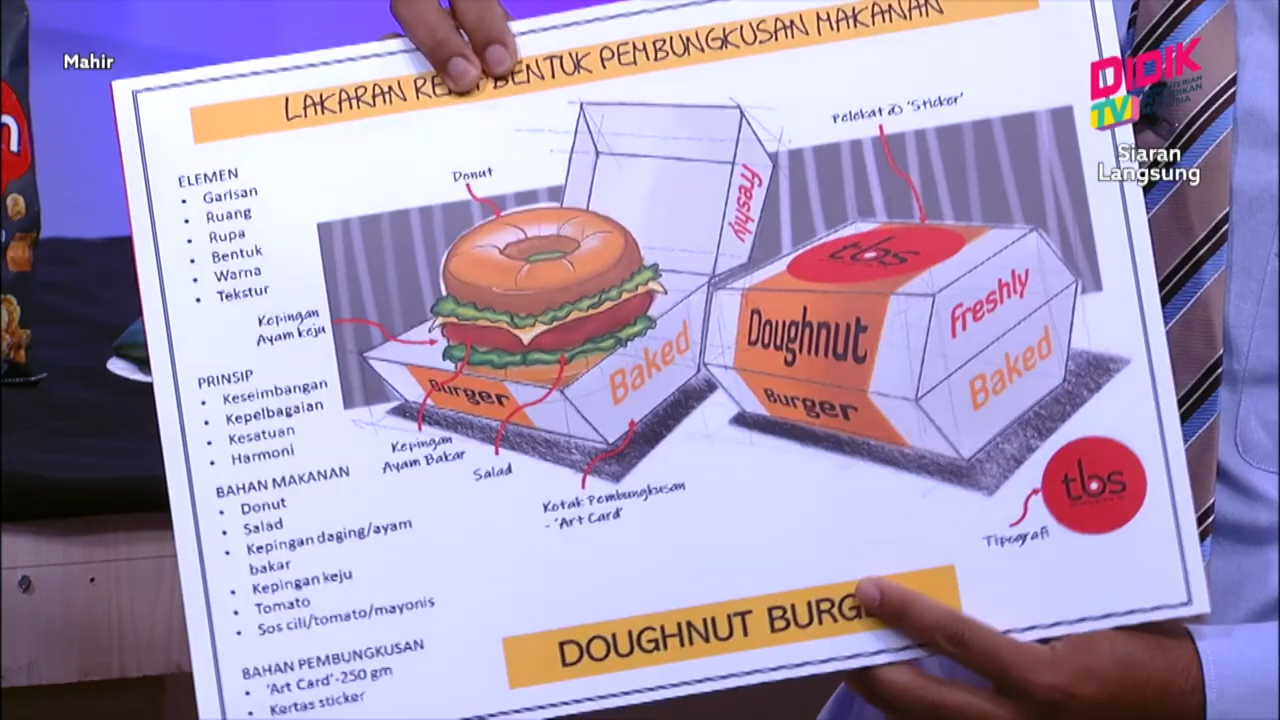 Mahir
DIDIK
TV
Siaran
Langsung
LAKARAN BENTUK PEMBUNGKUSAN MAKANAN
ELEMEN
• Garisan
• Ruang
• Rupa
• Bentuk
• Warna
• Tekstur
PRINSIP
• Keseimbangan
• Kepelbagaian
• Kesatuan
• Harmoni
BAHAN MAKANAN
• Donut
• Salad
• Kepingan daging/ayam
bakar
• Kepingan keju
• Tomato
• Sos cili/tomato/mayonis
BAHAN PEMBUNGKUSAN
• 'Art Card'-250 gm
• Kertas sticker
Donut
Kepingan
Ayam keju
Kepingan
Ayam Bakar
Salad
Kotak Pembungkusan
- 'Art Card'
freshly
Baked
Burger
Pelekat @ 'Sticker'
tbs
Doughnut
Burger
freshly
Baked
tbs
Tipografi
DOUGHNUT BURG